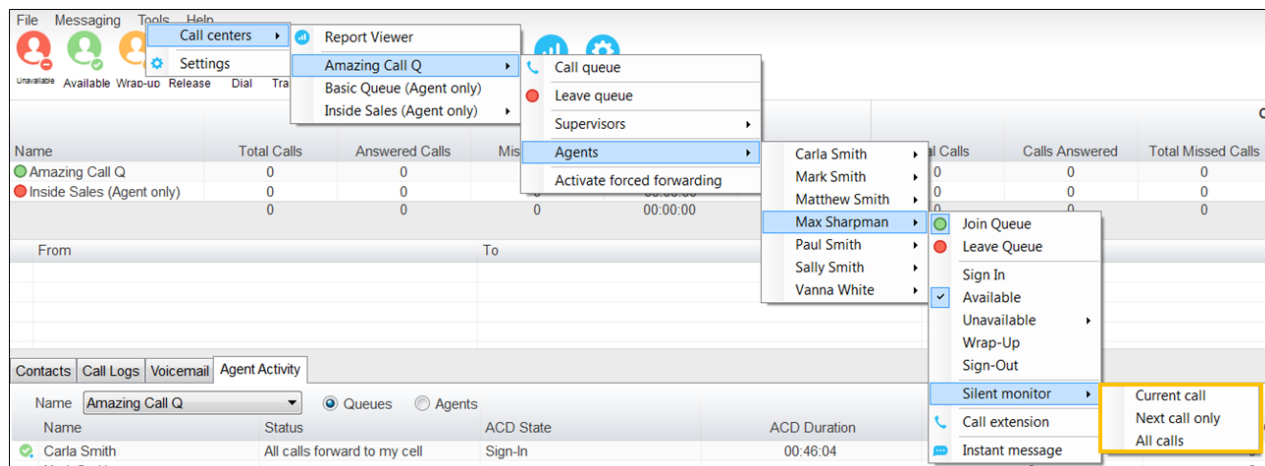 File Messaging Tools Help
Call centers
Settings
Unavailable Available Wrap-up Release Dial
Report Viewer
Amazing Call Q
Basic Queue (Agent only)
Inside Sales (Agent only)
Call queue
Leave queue
Supervisors
Agents
Activate forced forwarding
Carla Smith
Mark Smith
Matthew Smith
Max Sharpman
Paul Smith
Sally Smith
Vanna White
Join Queue
Leave Queue
Sign In
Available
Unavailable
Wrap-Up
Sign-Out
Silent monitor
Call extension
Instant message
Current call
Next call only
All calls
Name Total Calls Answered Calls Calls Calls Answered Total Missed Calls
Amazing Call Q 0 0 0 0 0
Inside Sales (Agent only) 0 0 0 0 0
0 0 0 00:00:00 0 0 0
From To
Contacts Call Logs Voicemail Agent Activity
Name Amazing Call Q Queues Agents
Name Status ACD State ACD Duration
Carla Smith All calls forward to my cell Sign-In 00:46:04